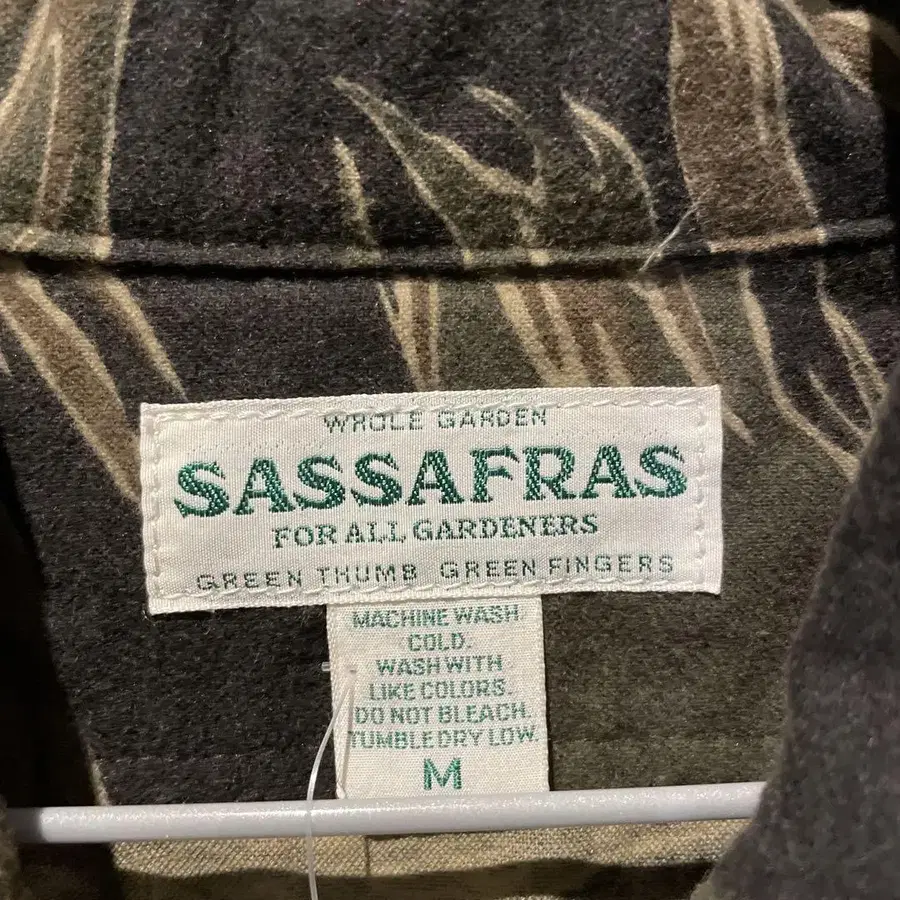 WHOLE GARDEN
SASSAFRAS
FOR ALL GARDENERS
GREEN THUMB GREEN FINGERS
MACHINE WASH
COLD.
WASH WITH
LIKE COLORS.
DO NOT BLEACH.
TUMBLE DRY LOW.
M